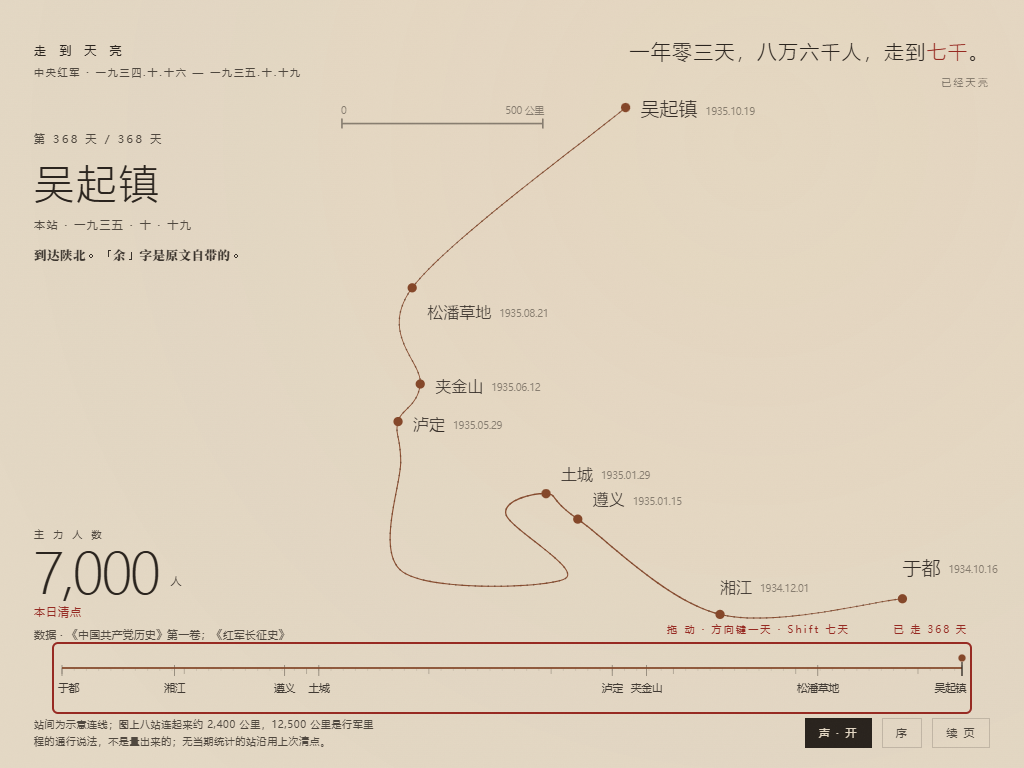 走到天亮
中央红军 · 一九三四.十.十六 — 一九三五.十.十九
一年零三天，八万六千人，走到七千。
已经天亮
0
500 公里
吴起镇 1935.10.19
第 368 天 / 368 天
吴起镇
本站 · 一九三五 · 十 · 十九
到达陕北。「余」字是原文自带的。
松潘草地 1935.08.21
夹金山 1935.06.12
泸定 1935.05.29
土城 1935.01.29
遵义 1935.01.15
湘江 1934.12.01
于都 1934.10.16
主力人数
7,000 人
本日清点
数据 · 《中国共产党历史》第一卷；《红军长征史》
拖动 · 方向键一天 · Shift 七天
已走 368 天
于都 湘江 遵义 土城 泸定 夹金山 松潘草地 吴起镇
站间为示意连线；图上八站连起来约 2,400 公里，12,500 公里是行军里
程的通行说法，不是量出来的；无当期统计的站沿用上次清点。
声 · 开
序
续页